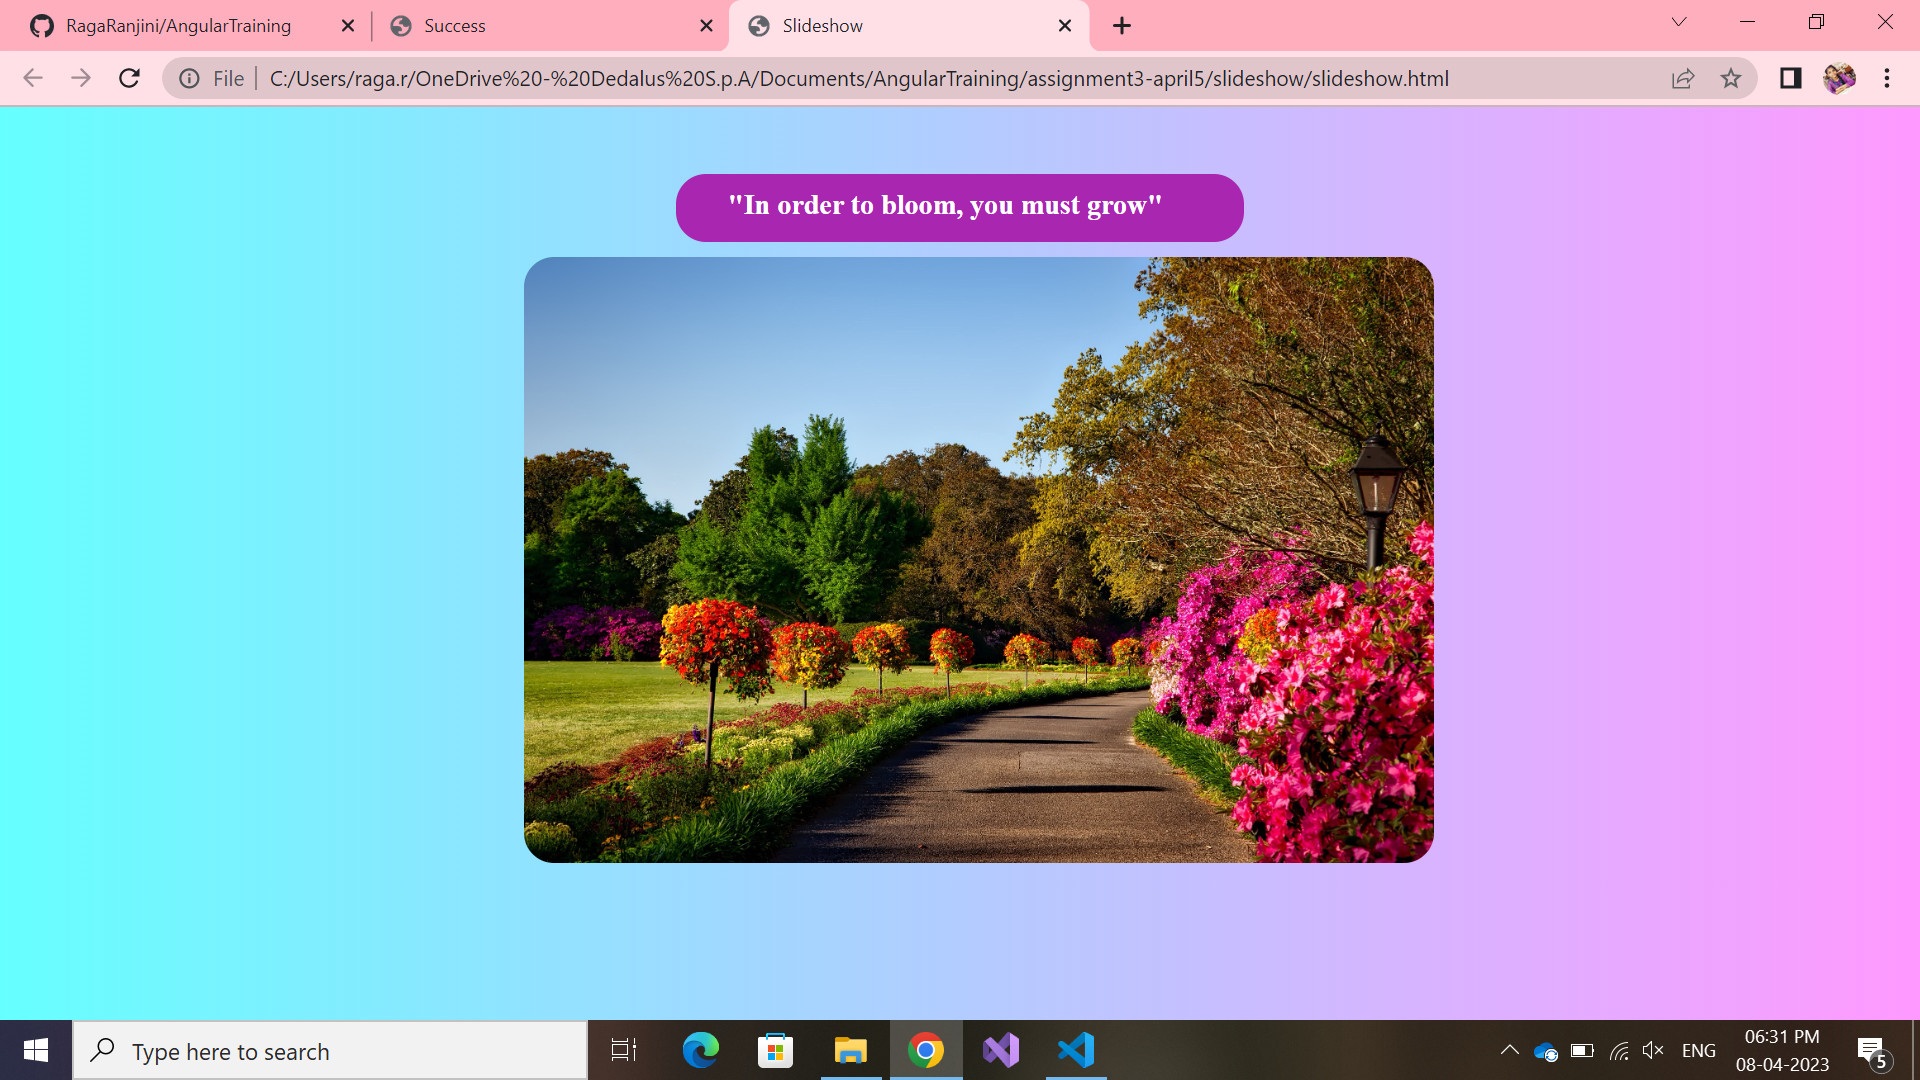 RagaRanjini/AngularTraining
Success
Slideshow
File
C:/Users/raga.r/OneDrive%20-%20Dedalus%20S.p.A/Documents/AngularTraining/assignment3-april5/slideshow/slideshow.html
"In order to bloom, you must grow"
Type here to search
ENG
06:31 PM
08-04-2023
5